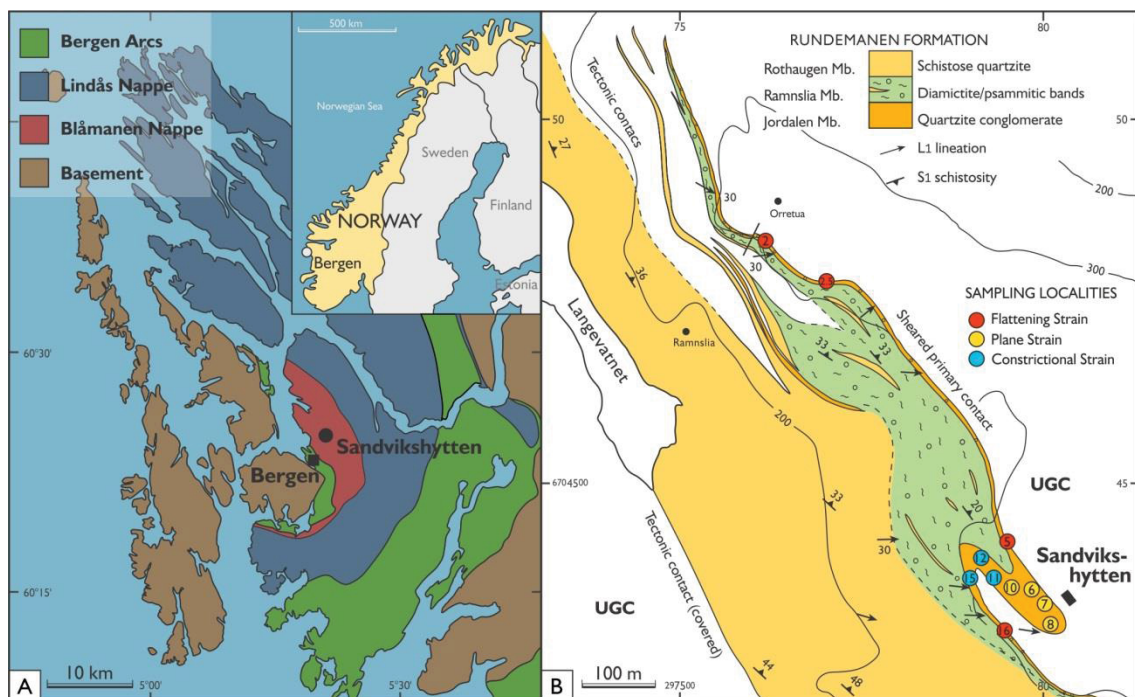 Bergen Arcs
Lindås Nappe
Blåmanen Nappe
Basement
500 km
Norwegian Sea
NORWAY
Sweden
Finland
Bergen
Estonia
60°30'
Sandvikshytten
Bergen
60°15'
A
10 km
5°00
5°30
75
80
RUNDEMANEN FORMATION
Rothaugen Mb.
Schistose quartzite
Ramnslia Mb.
Diamictite/psammitic bands
Jordalen Mb.
Quartzite conglomerate
L1 lineation
S1 schistosity
Tectonic contacs
50
50
27
200
30
Orretua
2
30
300
2.5
36
SAMPLING LOCALITIES
Flattening Strain
Plane Strain
Constrictional Strain
Langevatnet
Ramnslia
33
33
Sheared primary contact
200
UGC
45
6704500
33
20
30
5
Sandviks-
hytten
12
15
11
10
6
7
8
16
Tectonic contact (covered)
UGC
44
48
B
100 m
297500
80